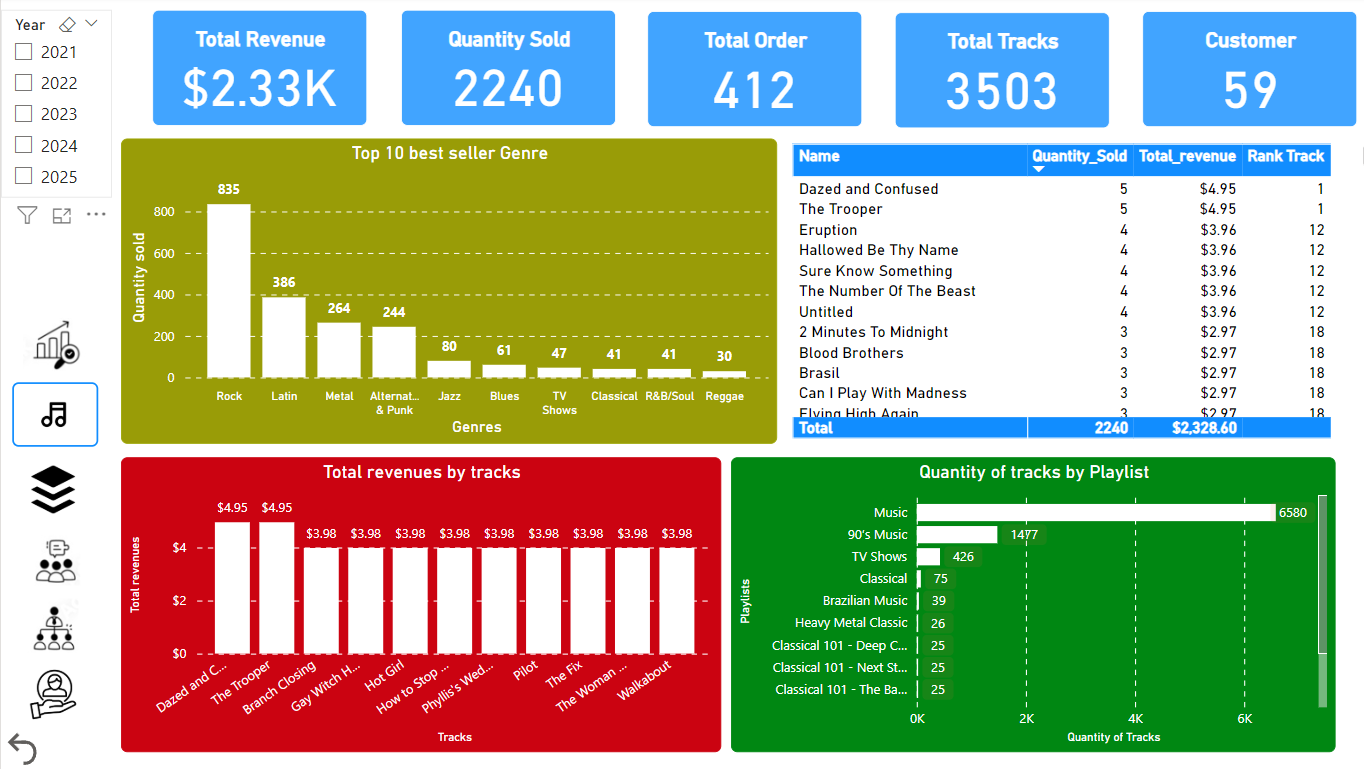 Year
2021
2022
2023
2024
2025
Total Revenue
$2.33K
Quantity Sold
2240
Total Order
412
Total Tracks
3503
Customer
59
Top 10 best seller Genre
Quantity sold
800
600
400
200
0
835
386
264
244
80
61
47
41
41
30
Rock Latin Metal Alternat... Jazz Blues TV Classical R&B/Soul Reggae
& Punk Shows
Genres
Name Quantity_Sold Total_revenue Rank Track
Dazed and Confused 5 $4.95 1
The Trooper 5 $4.95 1
Eruption 4 $3.96 12
Hallowed Be Thy Name 4 $3.96 12
Sure Know Something 4 $3.96 12
The Number Of The Beast 4 $3.96 12
Untitled 4 $3.96 12
2 Minutes To Midnight 3 $2.97 18
Blood Brothers 3 $2.97 18
Brasil 3 $2.97 18
Can I Play With Madness 3 $2.97 18
Flying High Again 3 $2.97 18
Total 2240 $2,328.60
Total revenues by tracks
Total revenues
$4.95 $4.95 $3.98 $3.98 $3.98 $3.98 $3.98 $3.98 $3.98 $3.98 $3.98
$4
$2
$0
Dazed and C...
The Trooper
Branch Closing
Gay Witch H...
Hot Girl
How to Stop ...
Phyllis's Wed...
Pilot
The Fix
The Woman ...
Walkabout
Tracks
Quantity of tracks by Playlist
Playlists
Music 6580
90's Music 1477
TV Shows 426
Classical 75
Brazilian Music 39
Heavy Metal Classic 26
Classical 101 - Deep C... 25
Classical 101 - Next St... 25
Classical 101 - The Ba... 25
0K 2K 4K 6K
Quantity of Tracks